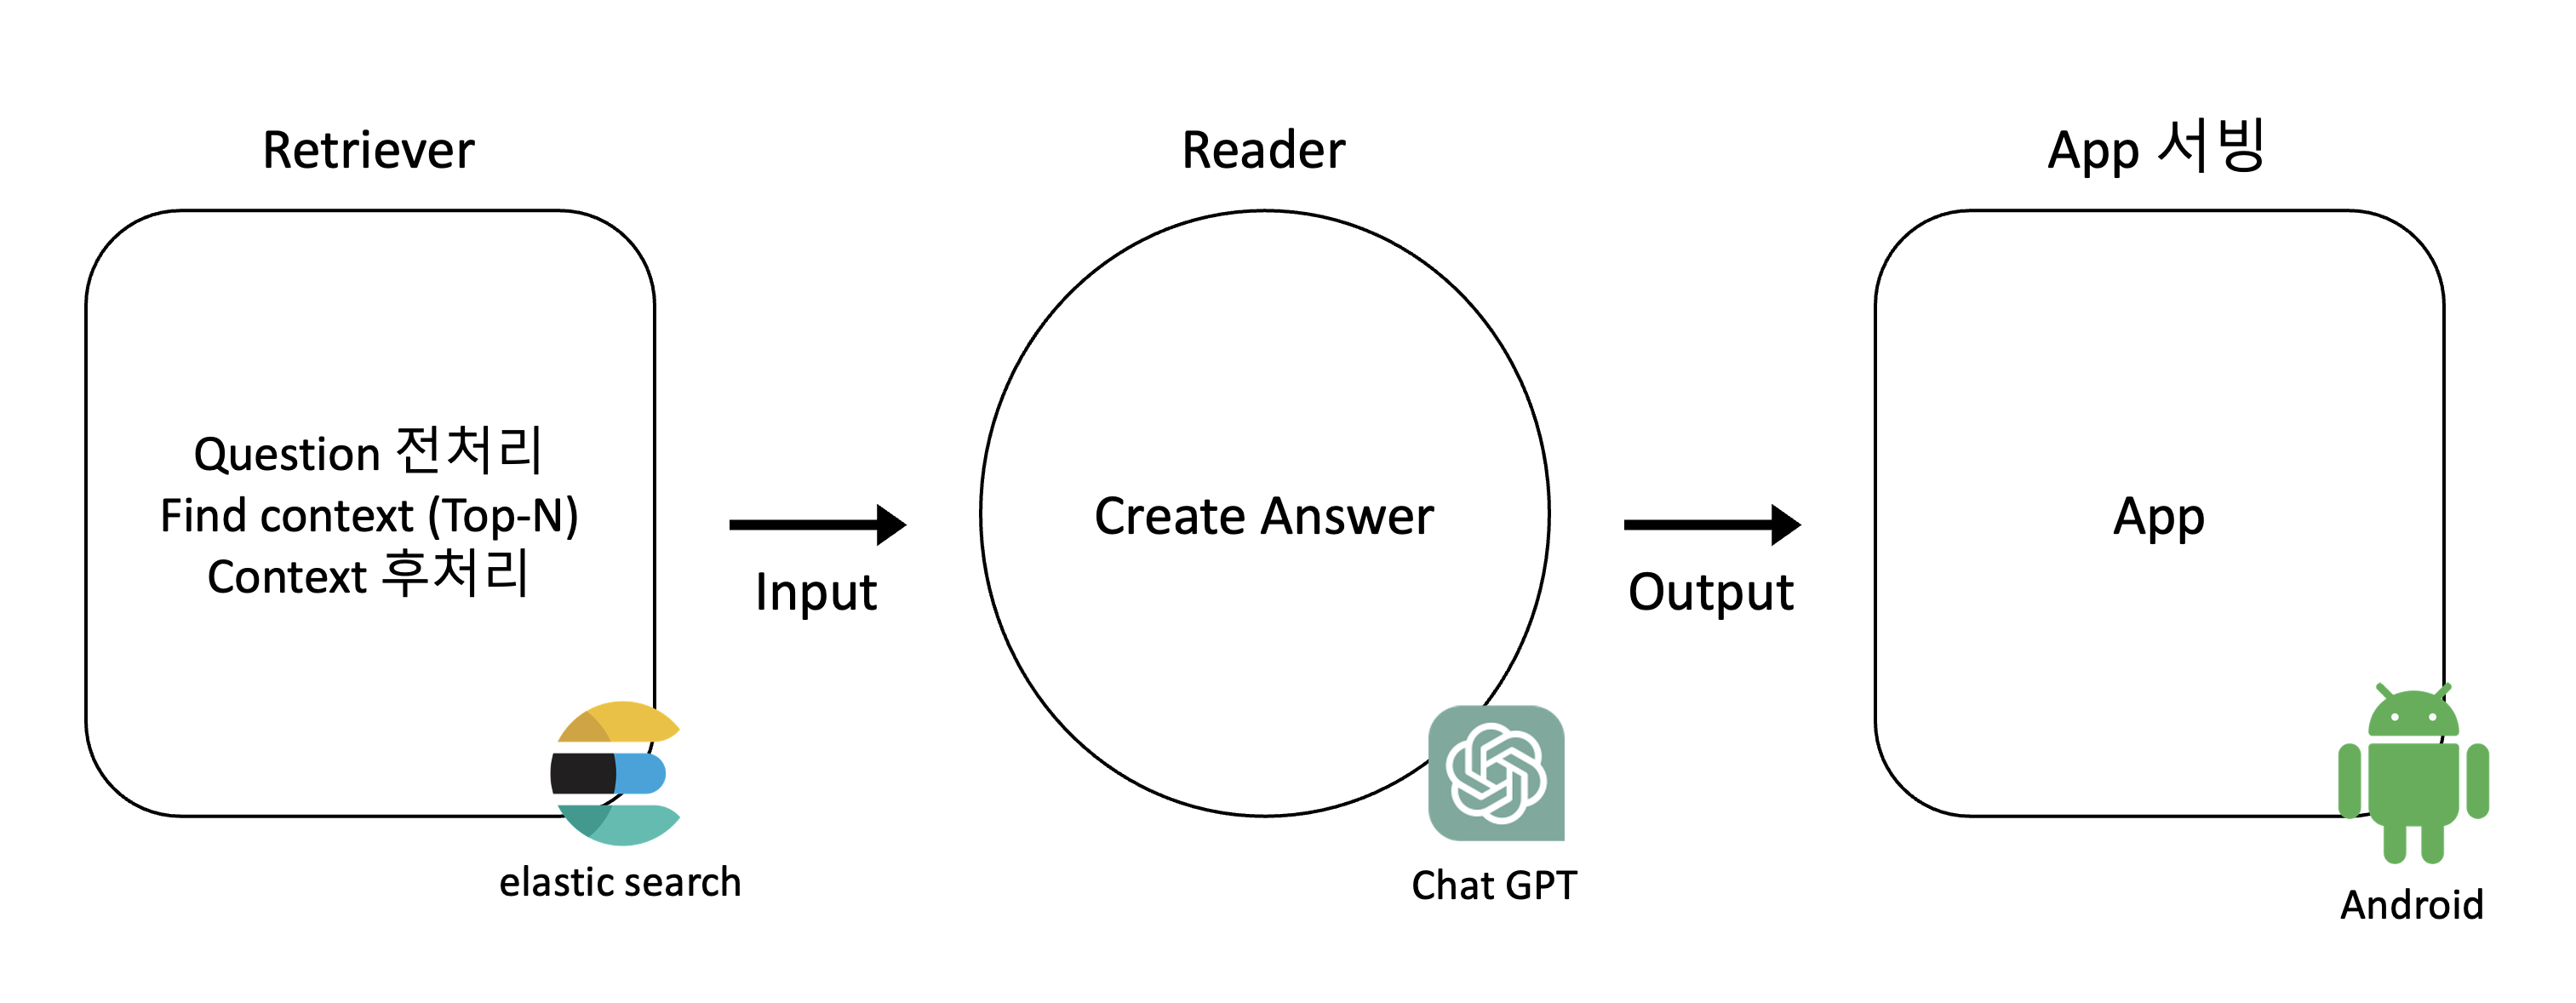 Retriever
Question 전처리
Find context (Top-N)
Context 후처리
elastic search
Input
Reader
Create Answer
Chat GPT
Output
App 서빙
App
Android